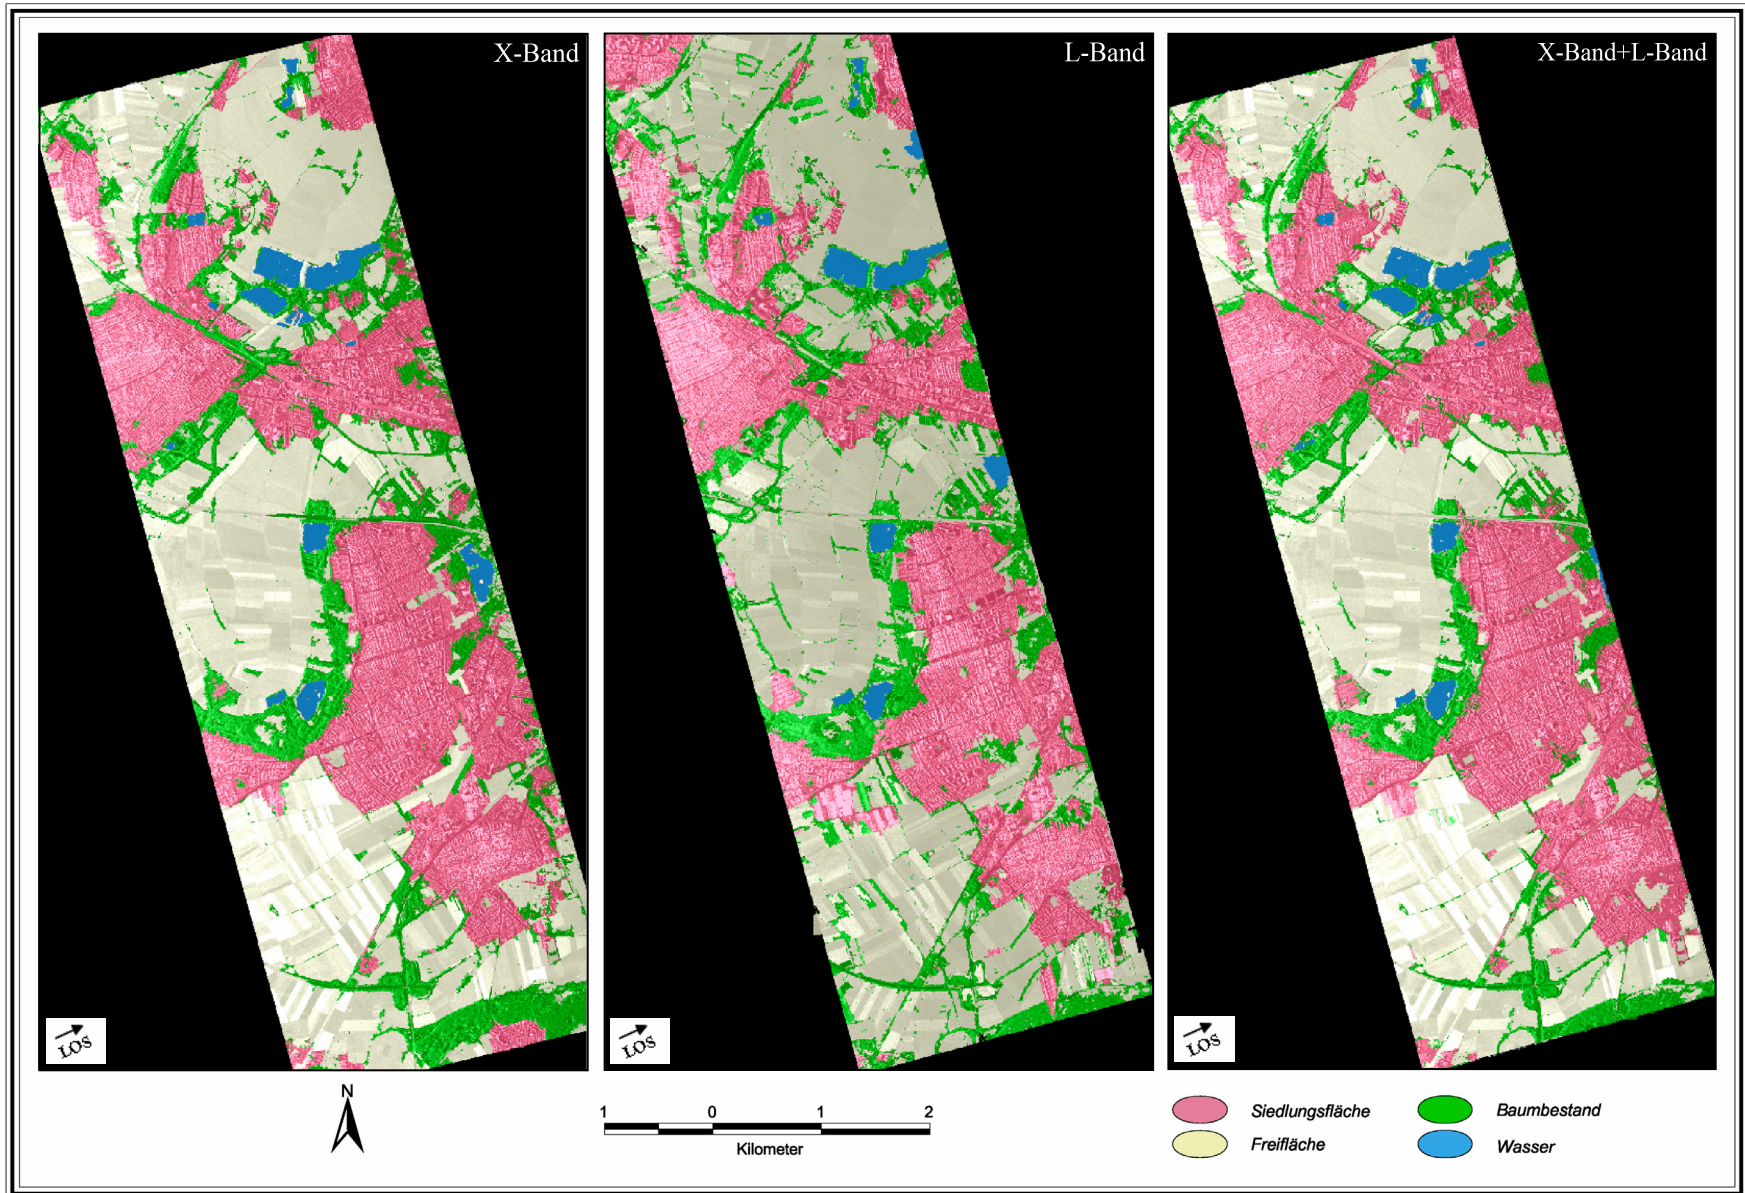 X-Band
L-Band
X-Band+L-Band
LOS
LOS
LOS
N
1 0 1 2
Kilometer
Siedlungsfläche
Baumbestand
Freifläche
Wasser